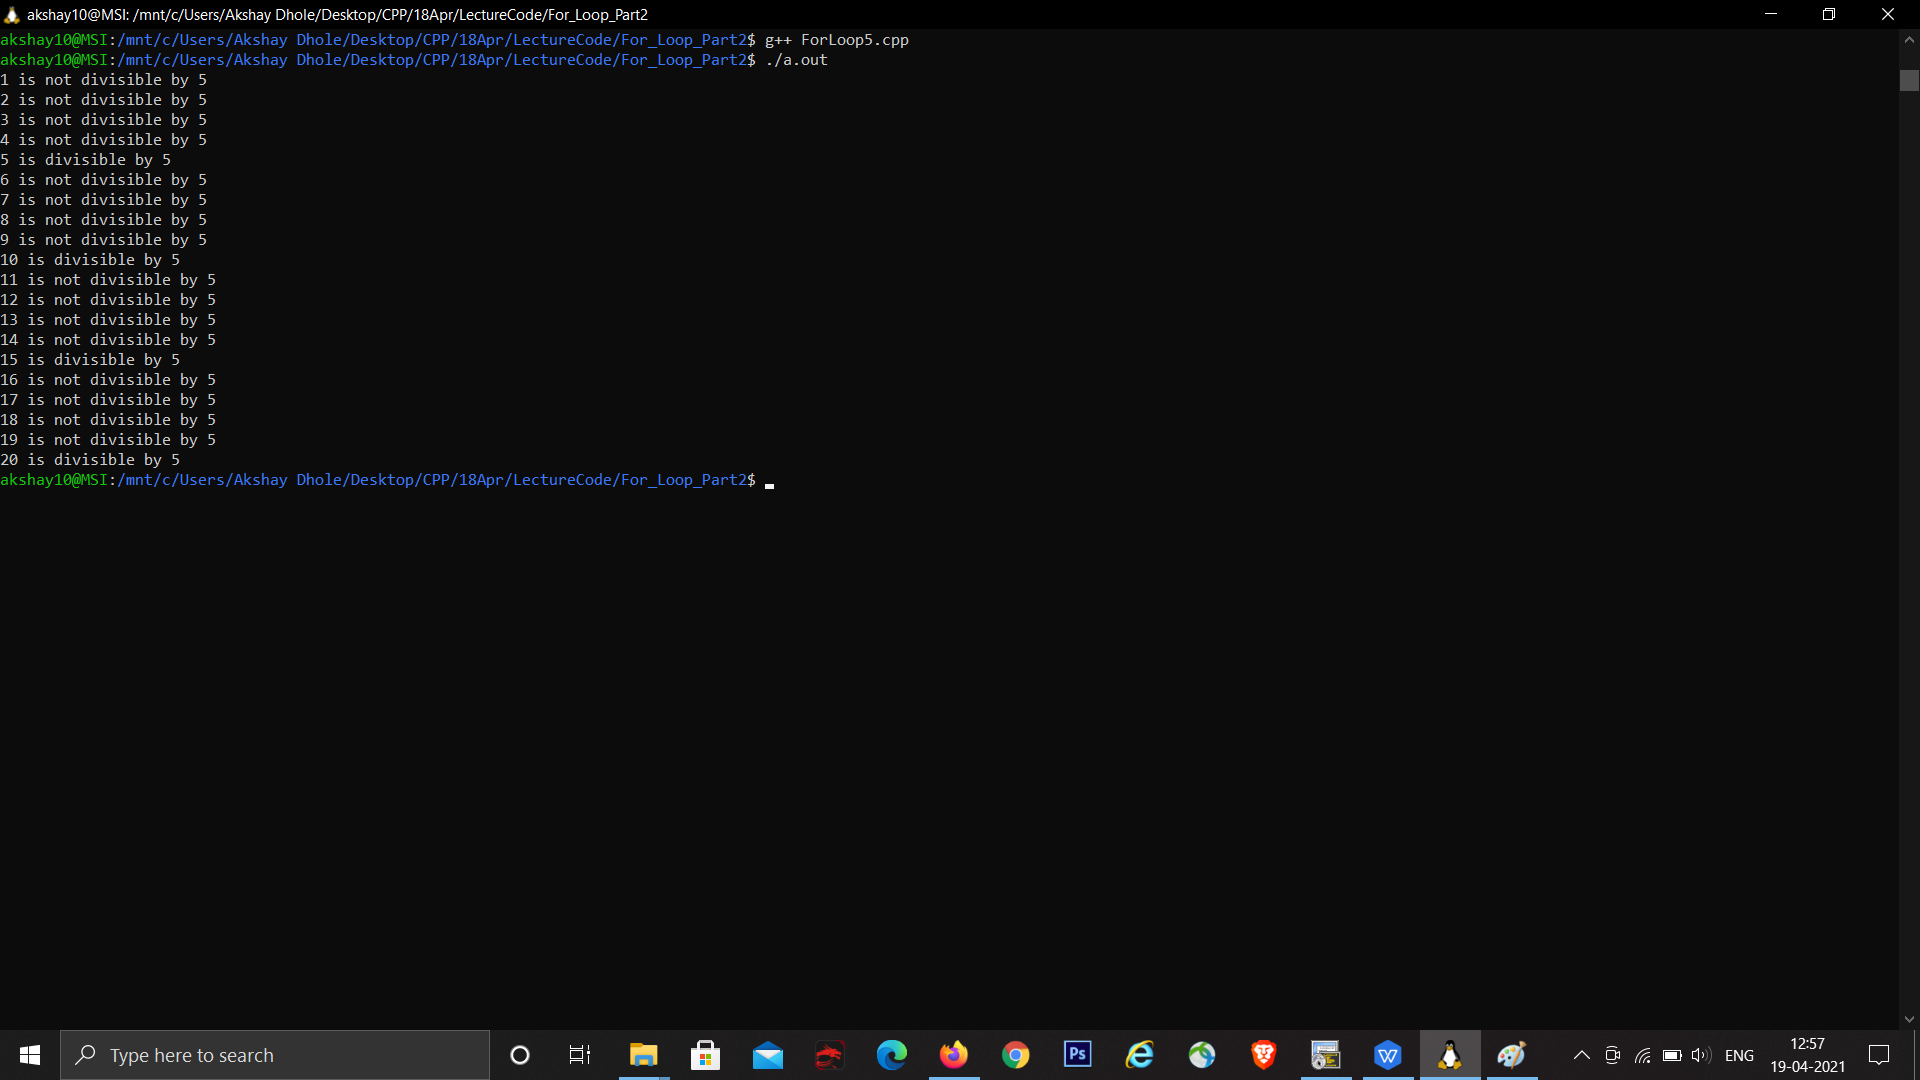 akshay10@MSI: /mnt/c/Users/Akshay Dhole/Desktop/CPP/18Apr/LectureCode/For_Loop_Part2
akshay10@MSI:/mnt/c/Users/Akshay Dhole/Desktop/CPP/18Apr/LectureCode/For_Loop_Part2$ g++ ForLoop5.cpp
akshay10@MSI:/mnt/c/Users/Akshay Dhole/Desktop/CPP/18Apr/LectureCode/For_Loop_Part2$ ./a.out
1 is not divisible by 5
2 is not divisible by 5
3 is not divisible by 5
4 is not divisible by 5
5 is divisible by 5
6 is not divisible by 5
7 is not divisible by 5
8 is not divisible by 5
9 is not divisible by 5
10 is divisible by 5
11 is not divisible by 5
12 is not divisible by 5
13 is not divisible by 5
14 is not divisible by 5
15 is divisible by 5
16 is not divisible by 5
17 is not divisible by 5
18 is not divisible by 5
19 is not divisible by 5
20 is divisible by 5
akshay10@MSI:/mnt/c/Users/Akshay Dhole/Desktop/CPP/18Apr/LectureCode/For_Loop_Part2$
Type here to search
Ps
W
ENG
12:57
19-04-2021